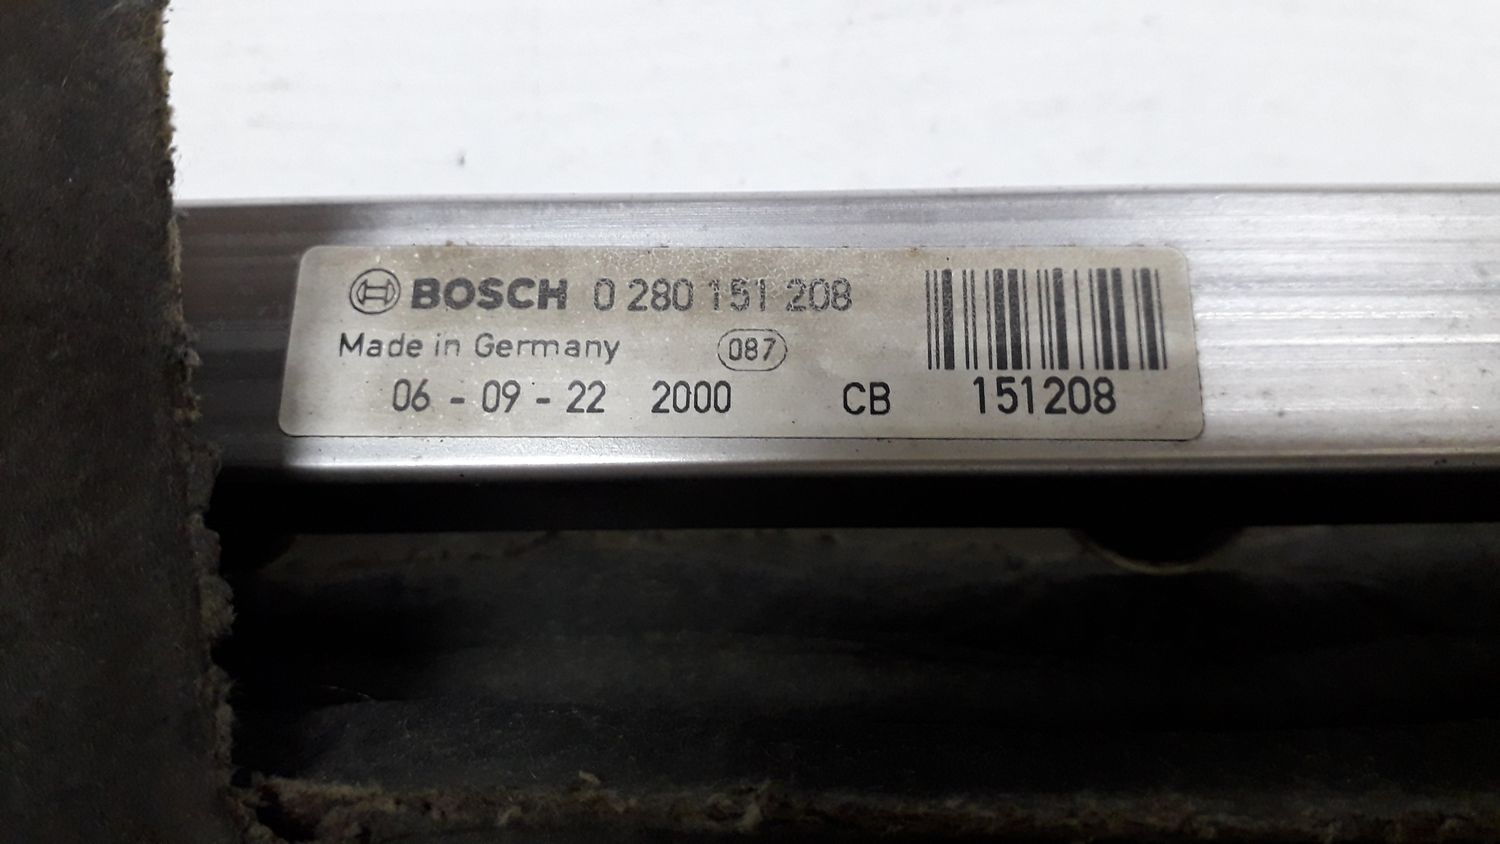 BOSCH 0 280 151 208
Made in Germany 087
06 - 09 - 22 2000 CB 151208